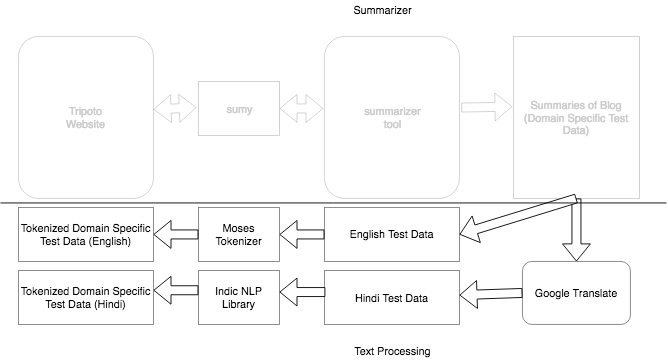 Summarizer
Tripoto
Website
sumy
summarizer
tool
Summaries of Blog
(Domain Specific Test
Data)
Tokenized Domain Specific
Test Data (English)
Moses
Tokenizer
English Test Data
Tokenized Domain Specific
Test Data (Hindi)
Indic NLP
Library
Hindi Test Data
Google Translate
Text Processing